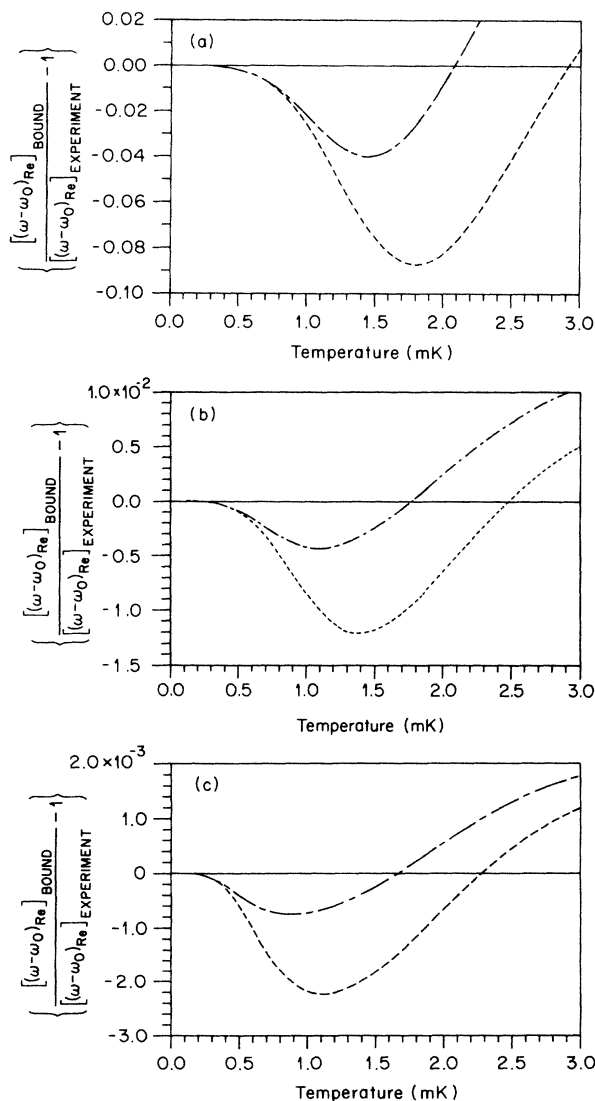 (a)
0.02
0.00
-0.02
-0.04
-0.06
-0.08
-0.10
{[(ω-ω0)Re]BOUND / [(ω-ω0)Re]EXPERIMENT -1}
0.0 0.5 1.0 1.5 2.0 2.5 3.0
Temperature (mK)
(b)
1.0×10-2
0.5
0.0
-0.5
-1.0
-1.5
{[(ω-ω0)Re]BOUND / [(ω-ω0)Re]EXPERIMENT -1}
0.0 0.5 1.0 1.5 2.0 2.5 3.0
Temperature (mK)
(c)
2.0×10-3
1.0
0
-1.0
-2.0
-3.0
{[(ω-ω0)Re]BOUND / [(ω-ω0)Re]EXPERIMENT -1}
0.0 0.5 1.0 1.5 2.0 2.5 3.0
Temperature (mK)